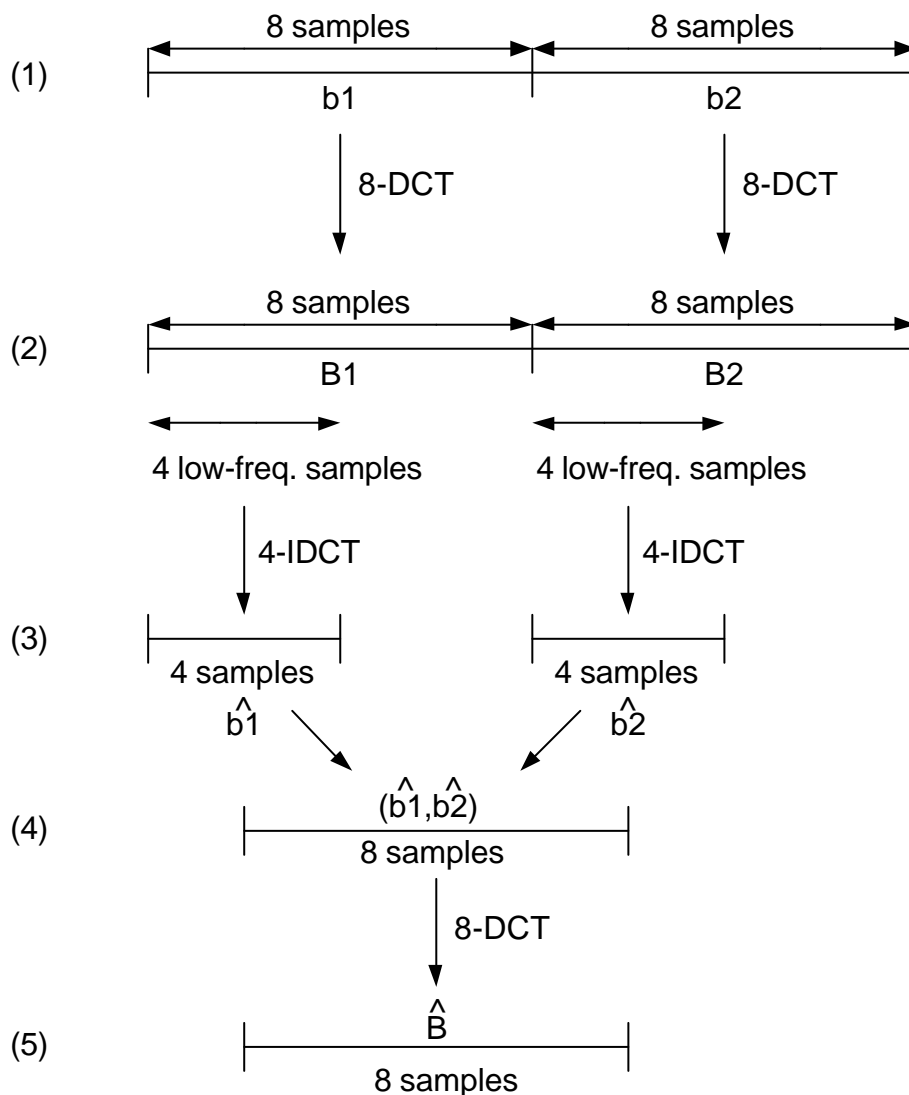 8 samples 8 samples
(1)
b1 b2
8-DCT 8-DCT
8 samples 8 samples
(2)
B1 B2
4 low-freq. samples 4 low-freq. samples
4-IDCT 4-IDCT
(3)
4 samples 4 samples
b̂1 b̂2
(b̂1,b̂2)
(4)
8 samples
8-DCT
B̂
(5)
8 samples